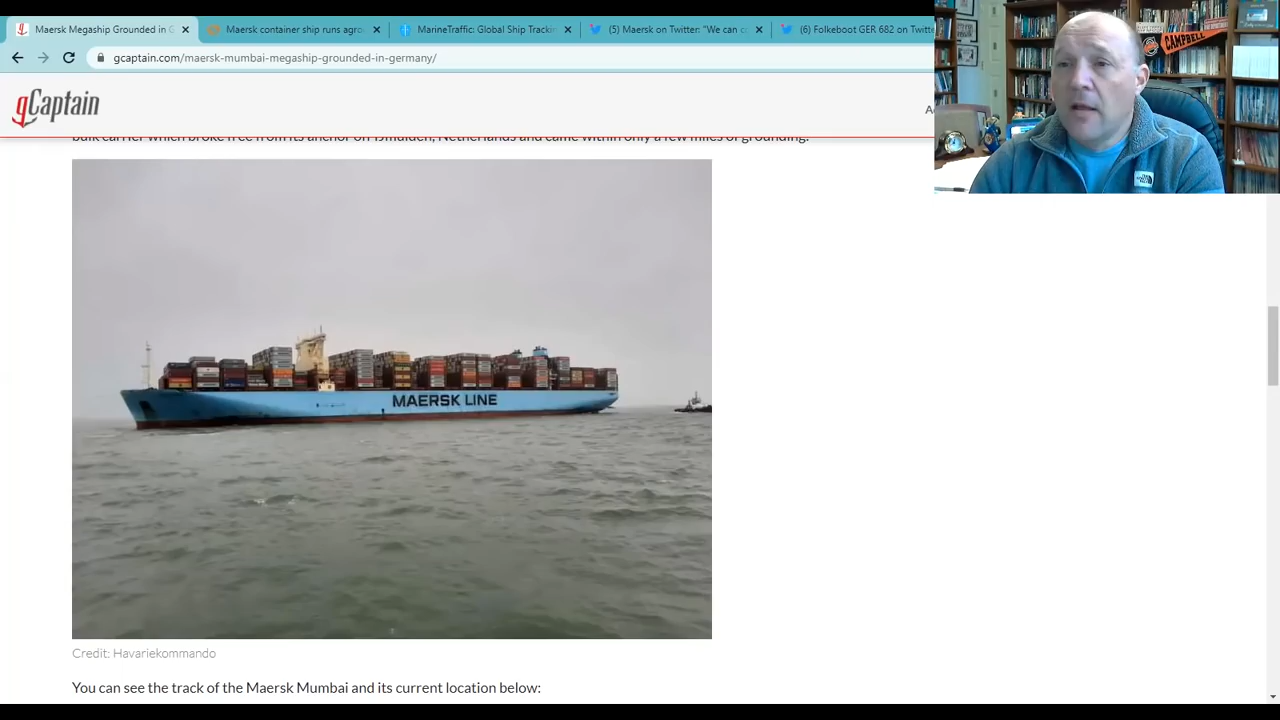 Maersk Megaship Grounded in G
Maersk container ship runs agro
MarineTraffic: Global Ship Tracki
(5) Maersk on Twitter: "We can c
(6) Folkeboot GER 682 on Twitte
gcaptain.com/maersk-mumbai-megaship-grounded-in-germany/
gCaptain
CAMPBELL
bulk carrier which broke free from its anchor off IJmuiden, Netherlands and came within only a few miles of grounding.
MAERSK LINE
Credit: Havariekommando
You can see the track of the Maersk Mumbai and its current location below: